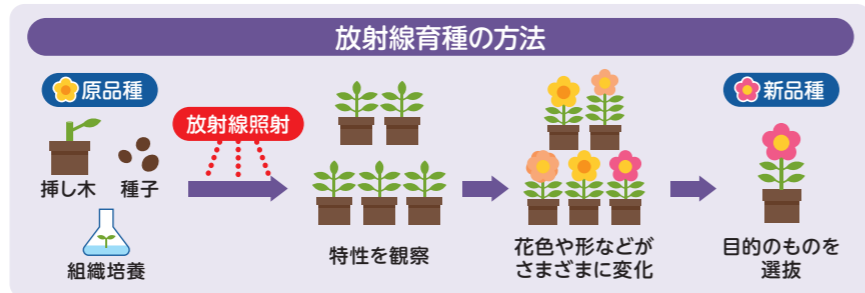 放射線育種の方法
原品種
放射線照射
挿し木
種子
組織培養
特性を観察
花色や形などが
さまざまに変化
新品種
目的のものを
選抜